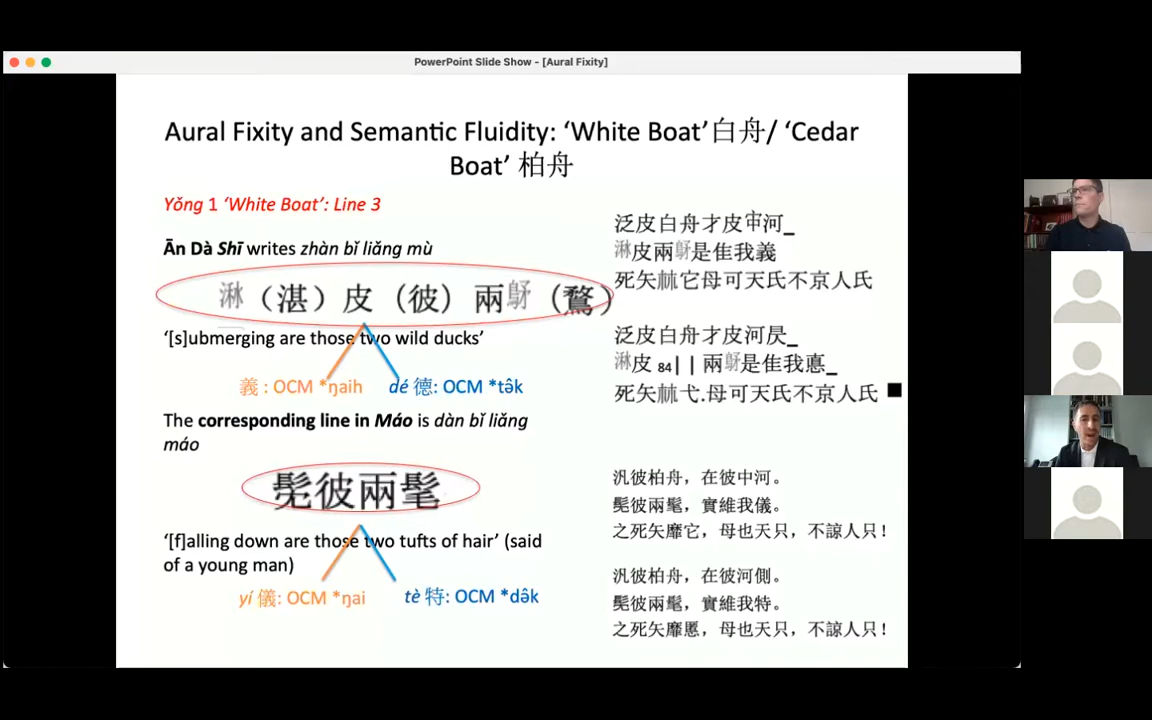 PowerPoint Slide Show - [Aural Fixity]
Aural Fixity and Semantic Fluidity: ‘White Boat’白舟/ ‘Cedar
Boat’ 柏舟
Yǒng 1 ‘White Boat’: Line 3
Ān Dà Shī writes zhàn bǐ liǎng mù
淋（湛）皮（彼）兩䳱（鶩）
‘[s]ubmerging are those two wild ducks’
義 : OCM *ŋaih
dé 德: OCM *tə̂k
The corresponding line in Máo is dàn bǐ liǎng
máo
髧彼兩髦
‘[f]alling down are those two tufts of hair’ (said
of a young man)
yí 儀: OCM *ŋai
tè 特: OCM *də̂k
泛皮白舟才皮河_
皮兩是隹我義
死矢它母可天氏不京人氏
泛皮白舟才皮河昃_
皮 84| | 兩是隹我悳_
死矢弋.母可天氏不京人氏 ■
汎彼柏舟，在彼中河。
髧彼兩髦，實維我儀。
之死矢靡它，母也天只，不諒人只！
汎彼柏舟，在彼河側。
髧彼兩髦，實維我特。
之死矢靡慝，母也天只，不諒人只！